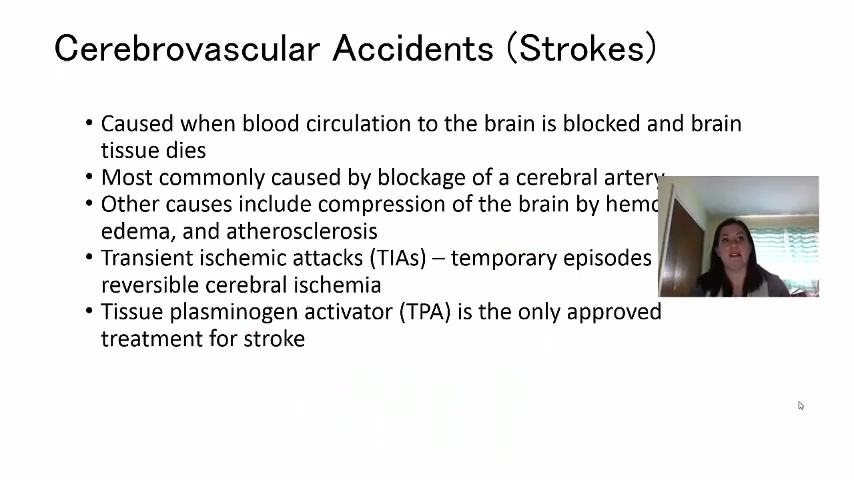 Cerebrovascular Accidents (Strokes)
• Caused when blood circulation to the brain is blocked and brain
tissue dies
• Most commonly caused by blockage of a cerebral artery
• Other causes include compression of the brain by
edema, and atherosclerosis
• Transient ischemic attacks (TIAs) – temporary episodes
reversible cerebral ischemia
• Tissue plasminogen activator (TPA) is the only approved
treatment for stroke